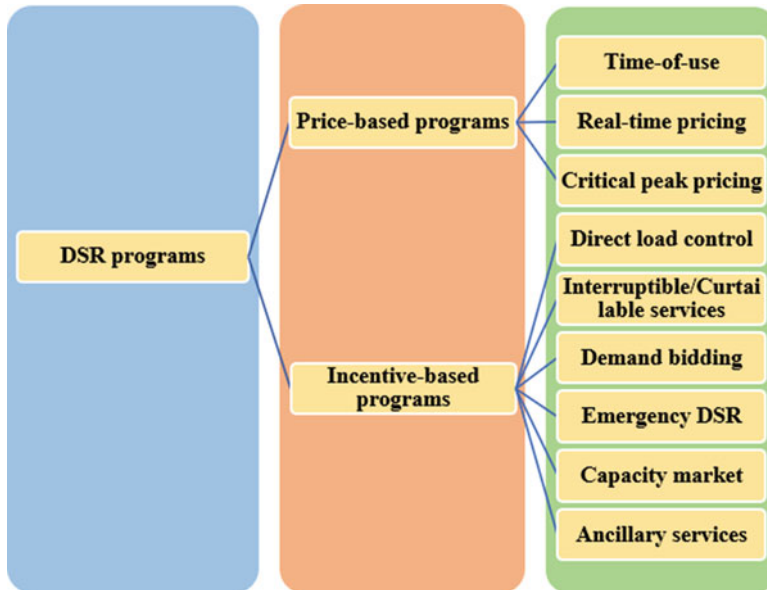 DSR programs
Price-based programs
Incentive-based
programs
Time-of-use
Real-time pricing
Critical peak pricing
Direct load control
Interruptible/Curtai
lable services
Demand bidding
Emergency DSR
Capacity market
Ancillary services